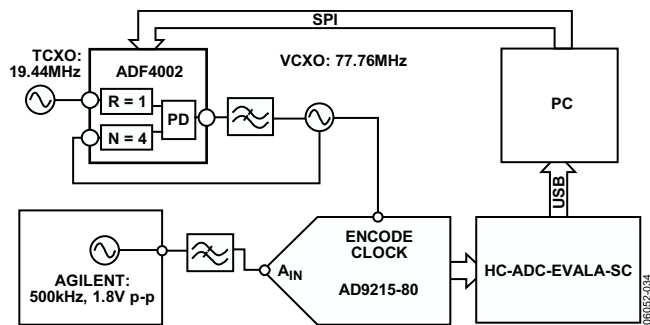 SPI
TCXO:
19.44MHz
ADF4002
VCXO: 77.76MHz
R = 1
N = 4
PD
PC
USB
AGILENT:
500kHz, 1.8V p-p
AIN
ENCODE
CLOCK
AD9215-80
HC-ADC-EVALA-SC
06052-034